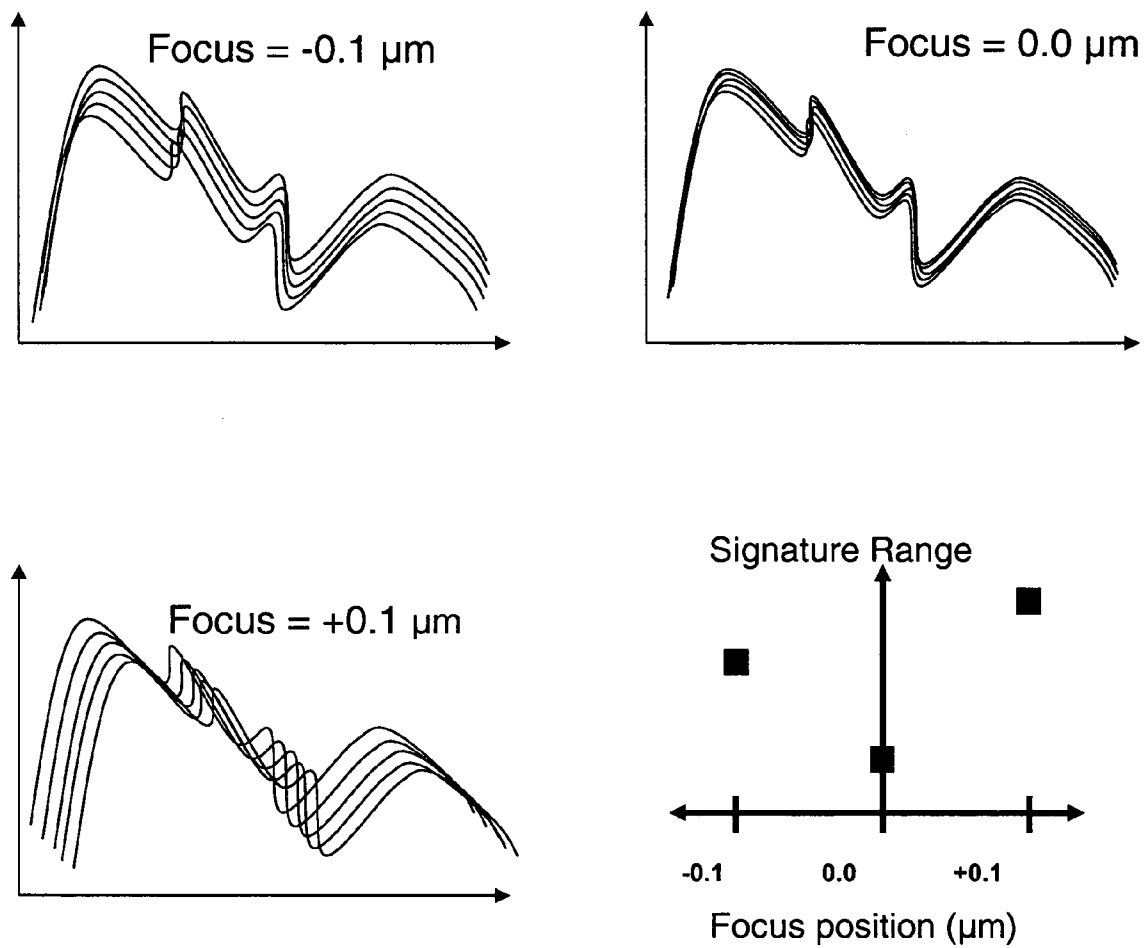 Focus = -0.1 µm
Focus = 0.0 µm
Focus = +0.1 µm
Signature Range
-0.1 0.0 +0.1
Focus position (µm)